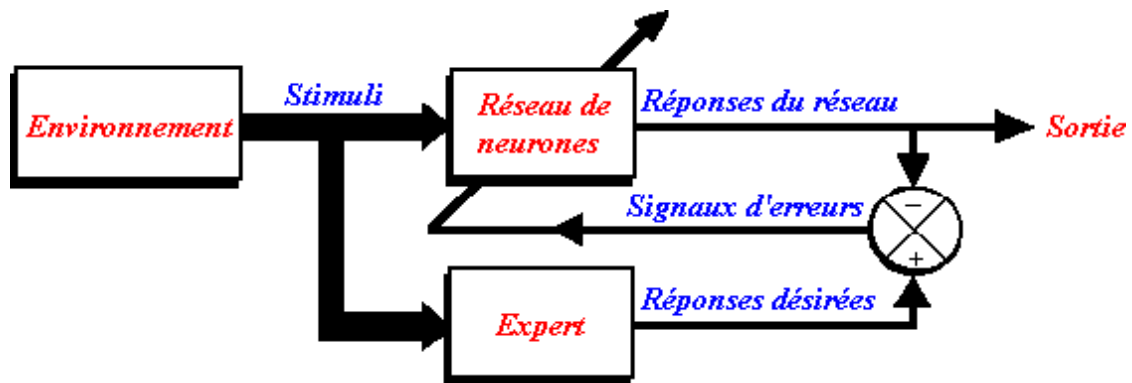 Environnement
Stimuli
Réseau de
neurones
Réponses du réseau
Sortie
−
Signaux d'erreurs
+
Expert
Réponses désirées